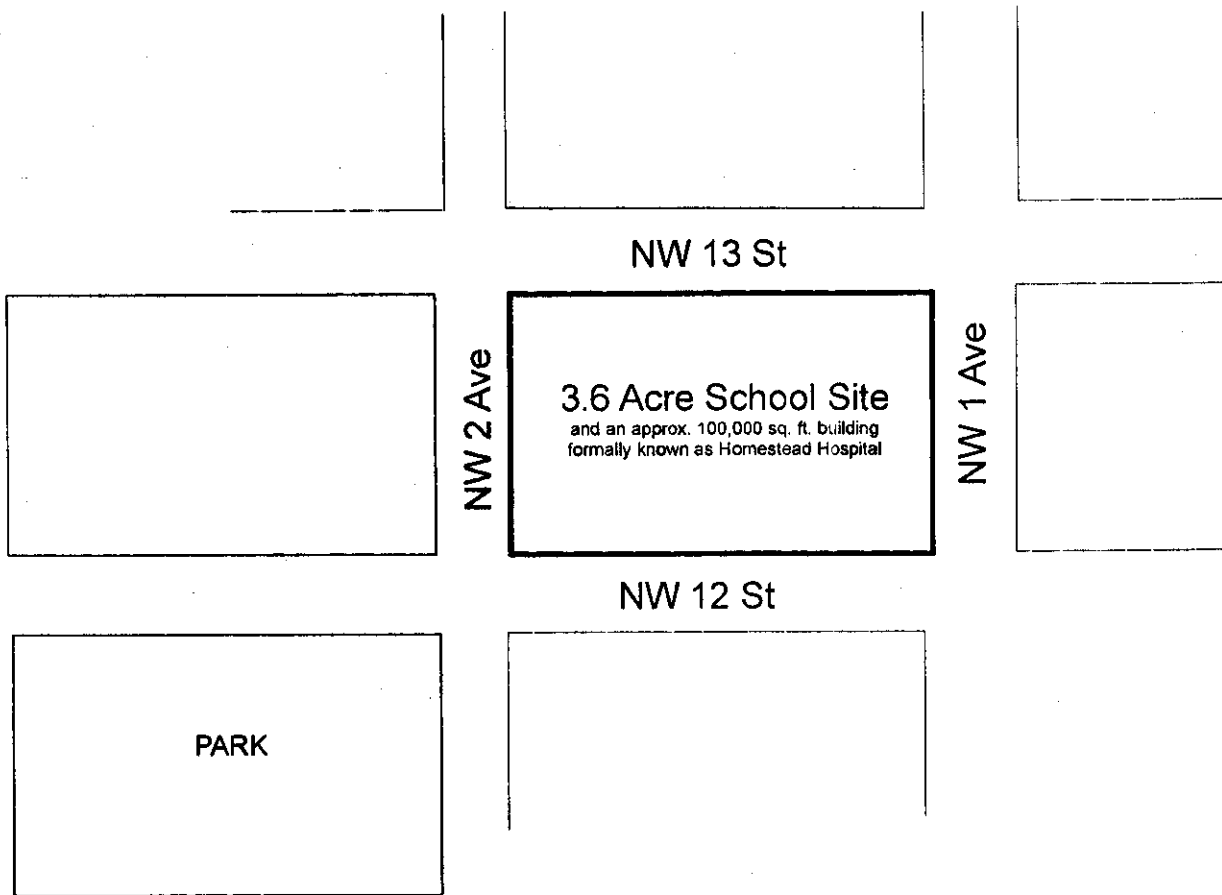 NW 13 St
NW 2 Ave
3.6 Acre School Site
and an approx. 100,000 sq. ft. building
formally known as Homestead Hospital
NW 1 Ave
NW 12 St
PARK